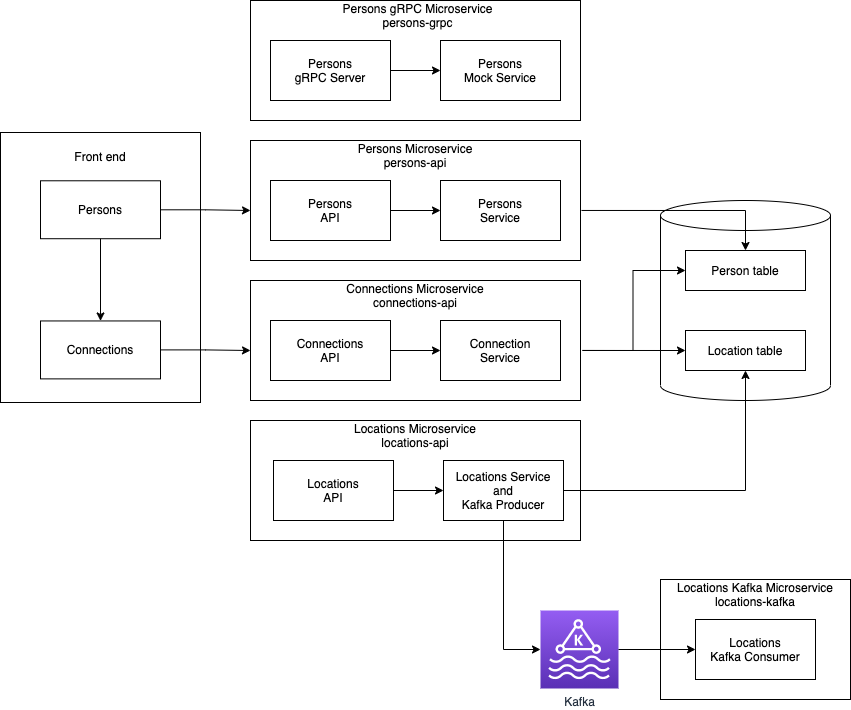 Persons gRPC Microservice
persons-grpc
Persons
gRPC Server
Persons
Mock Service
Front end
Persons
Connections
Persons Microservice
persons-api
Persons
API
Persons
Service
Connections Microservice
connections-api
Connections
API
Connection
Service
Person table
Location table
Locations Microservice
locations-api
Locations
API
Locations Service
and
Kafka Producer
K
Kafka
Locations Kafka Microservice
locations-kafka
Locations
Kafka Consumer